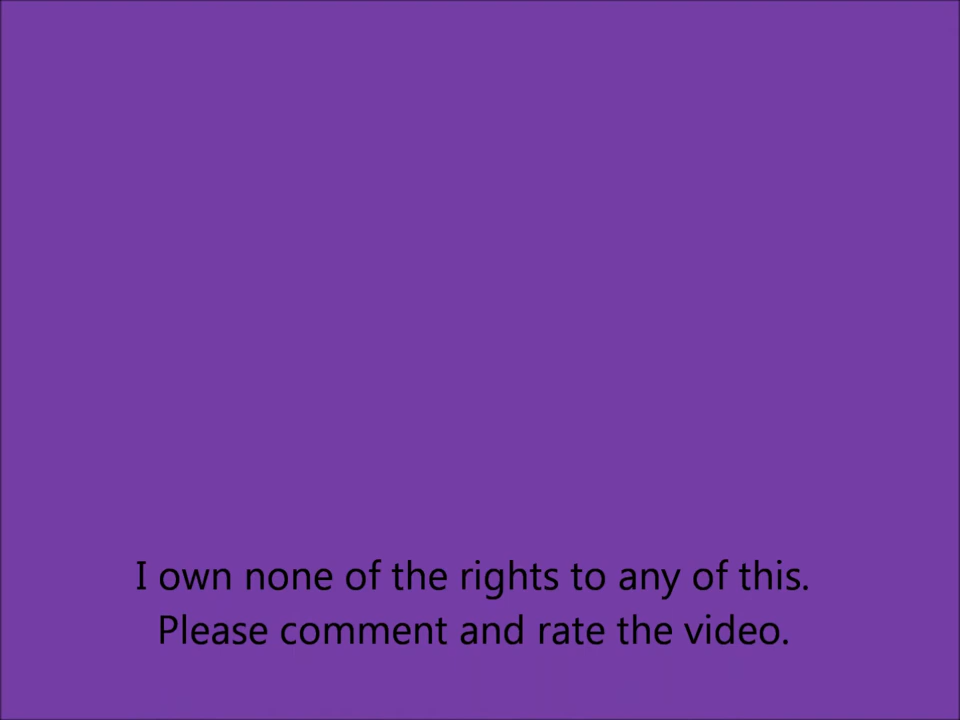 I own none of the rights to any of this.
Please comment and rate the video.